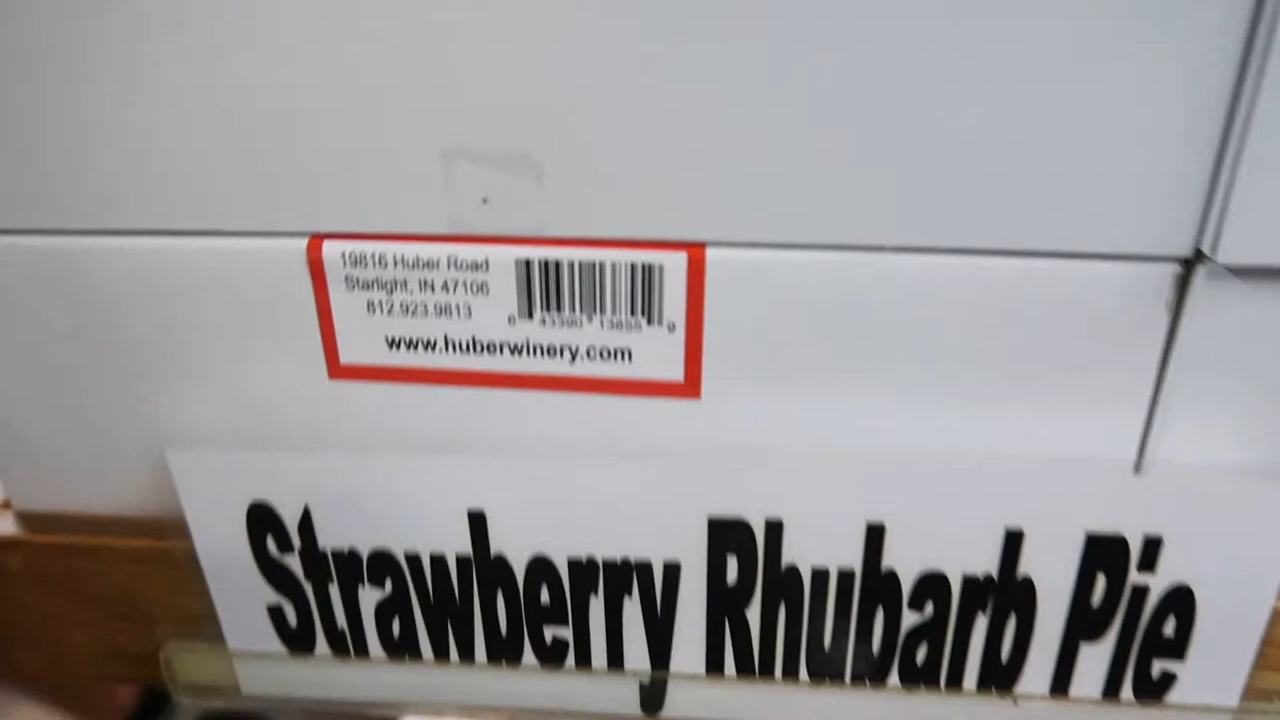 19816 Huber Road
Starlight, IN 47106
812.923.9813
www.huberwinery.com
Strawberry Rhubarb Pie